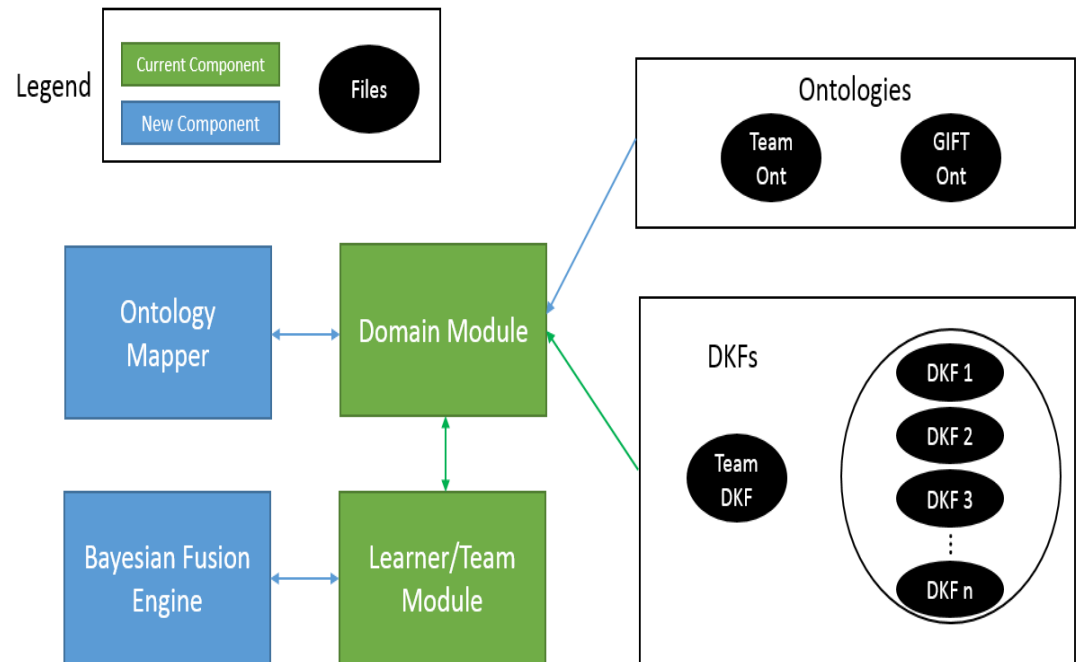 Legend
Current Component
New Component
Files
Ontologies
Team
Ont
GIFT
Ont
Ontology
Mapper
Domain Module
DKFs
Team
DKF
DKF 1
DKF 2
DKF 3
DKF n
Bayesian Fusion
Engine
Learner/Team
Module